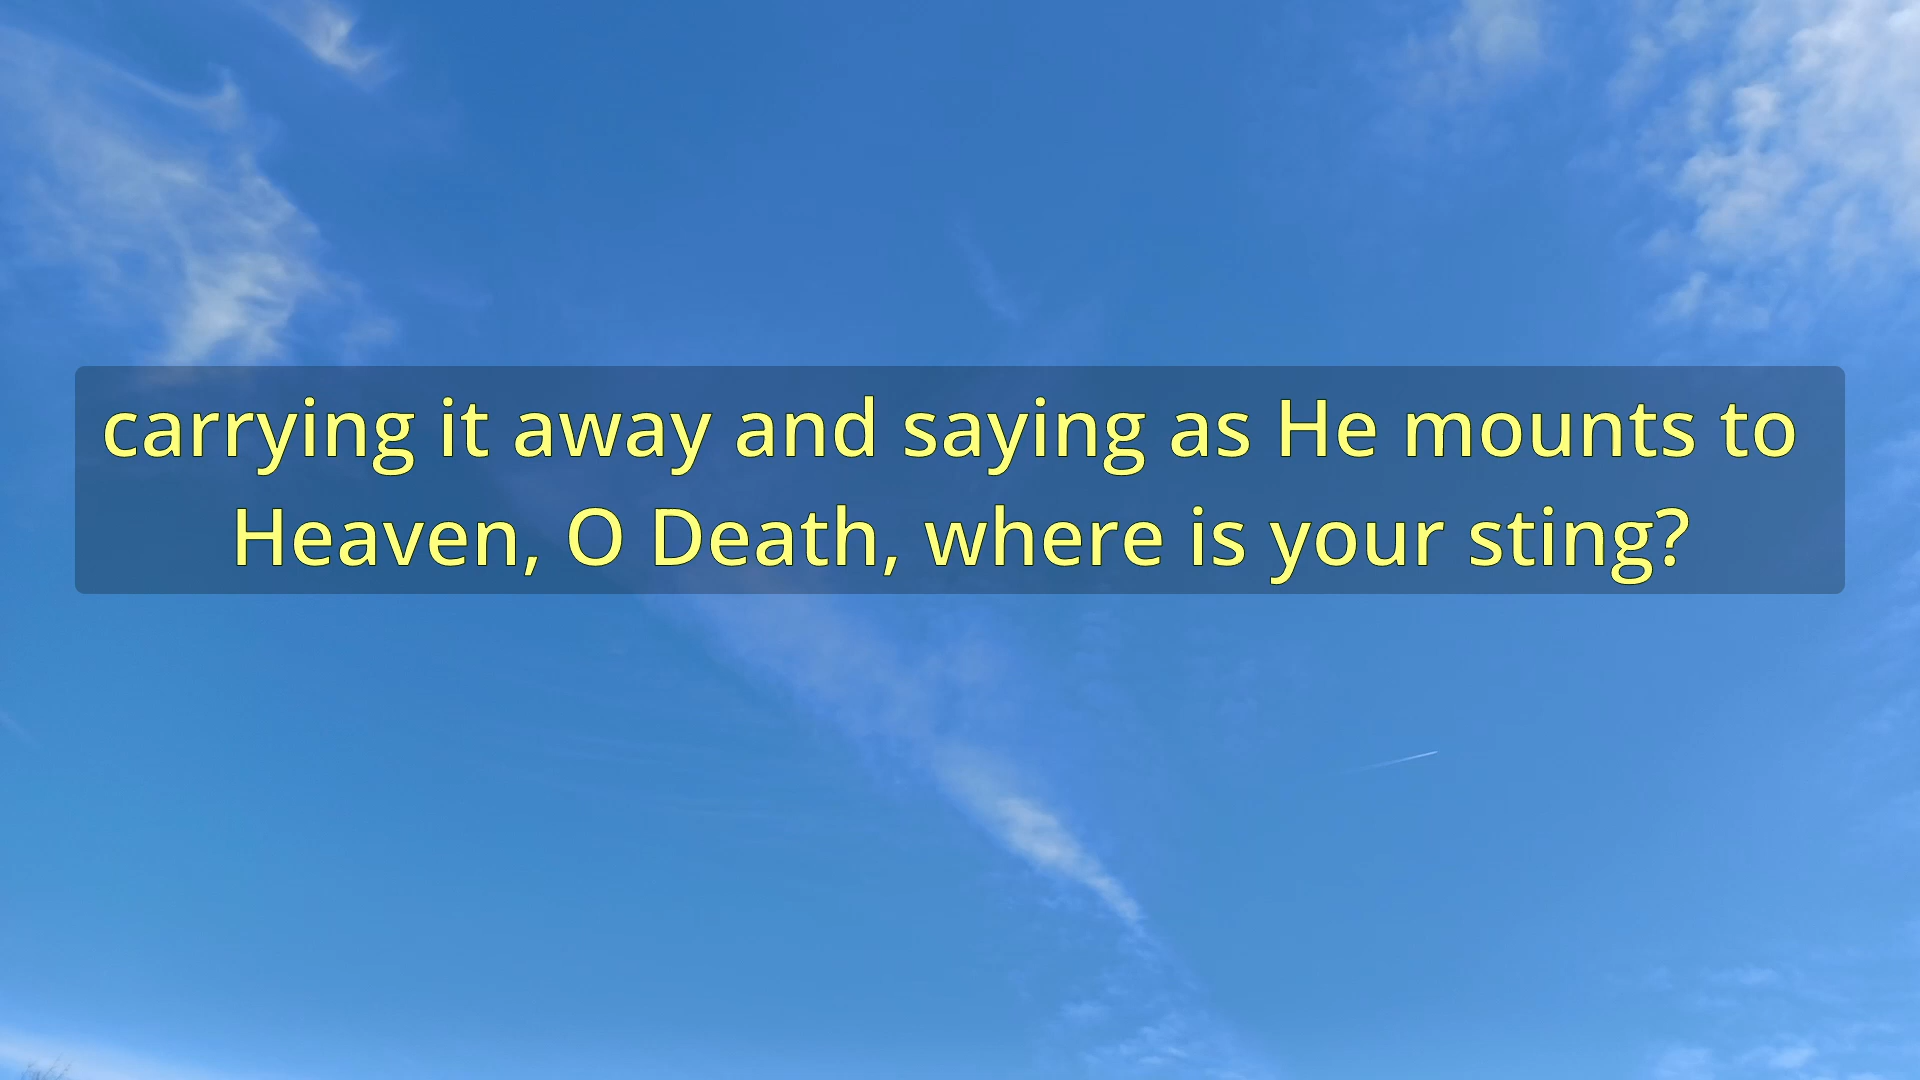 carrying it away and saying as He mounts to
Heaven, O Death, where is your sting?